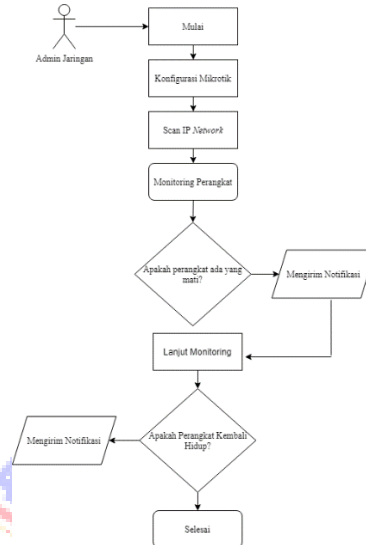 Mulai
Admin Jaringan
Konfigurasi Mikrotik
Scan IP Network
Monitoring Perangkat
Apakah perangkat ada yang
mati?
Mengirim Notifikasi
Lanjut Monitoring
Mengirim Notifikasi
Apakah Perangkat Kembali
Hidup?
Selesai